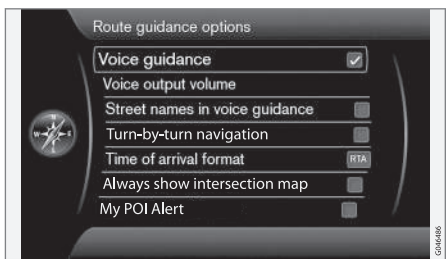 Route guidance options
Voice guidance
Voice output volume
Street names in voice guidance
Turn-by-turn navigation
Time of arrival format RTA
Always show intersection map
My POI Alert
G046486